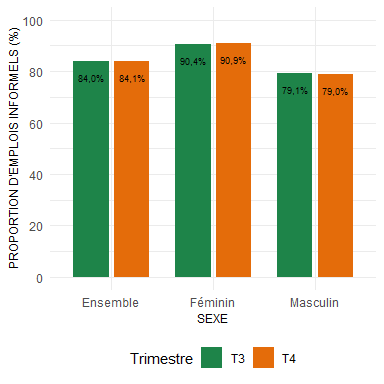 PROPORTION D'EMPLOIS INFORMELS (%)
100
80
60
40
20
0
84,0%
84,1%
90,4%
90,9%
79,1%
79,0%
Ensemble
Féminin
Masculin
SEXE
Trimestre
T3
T4